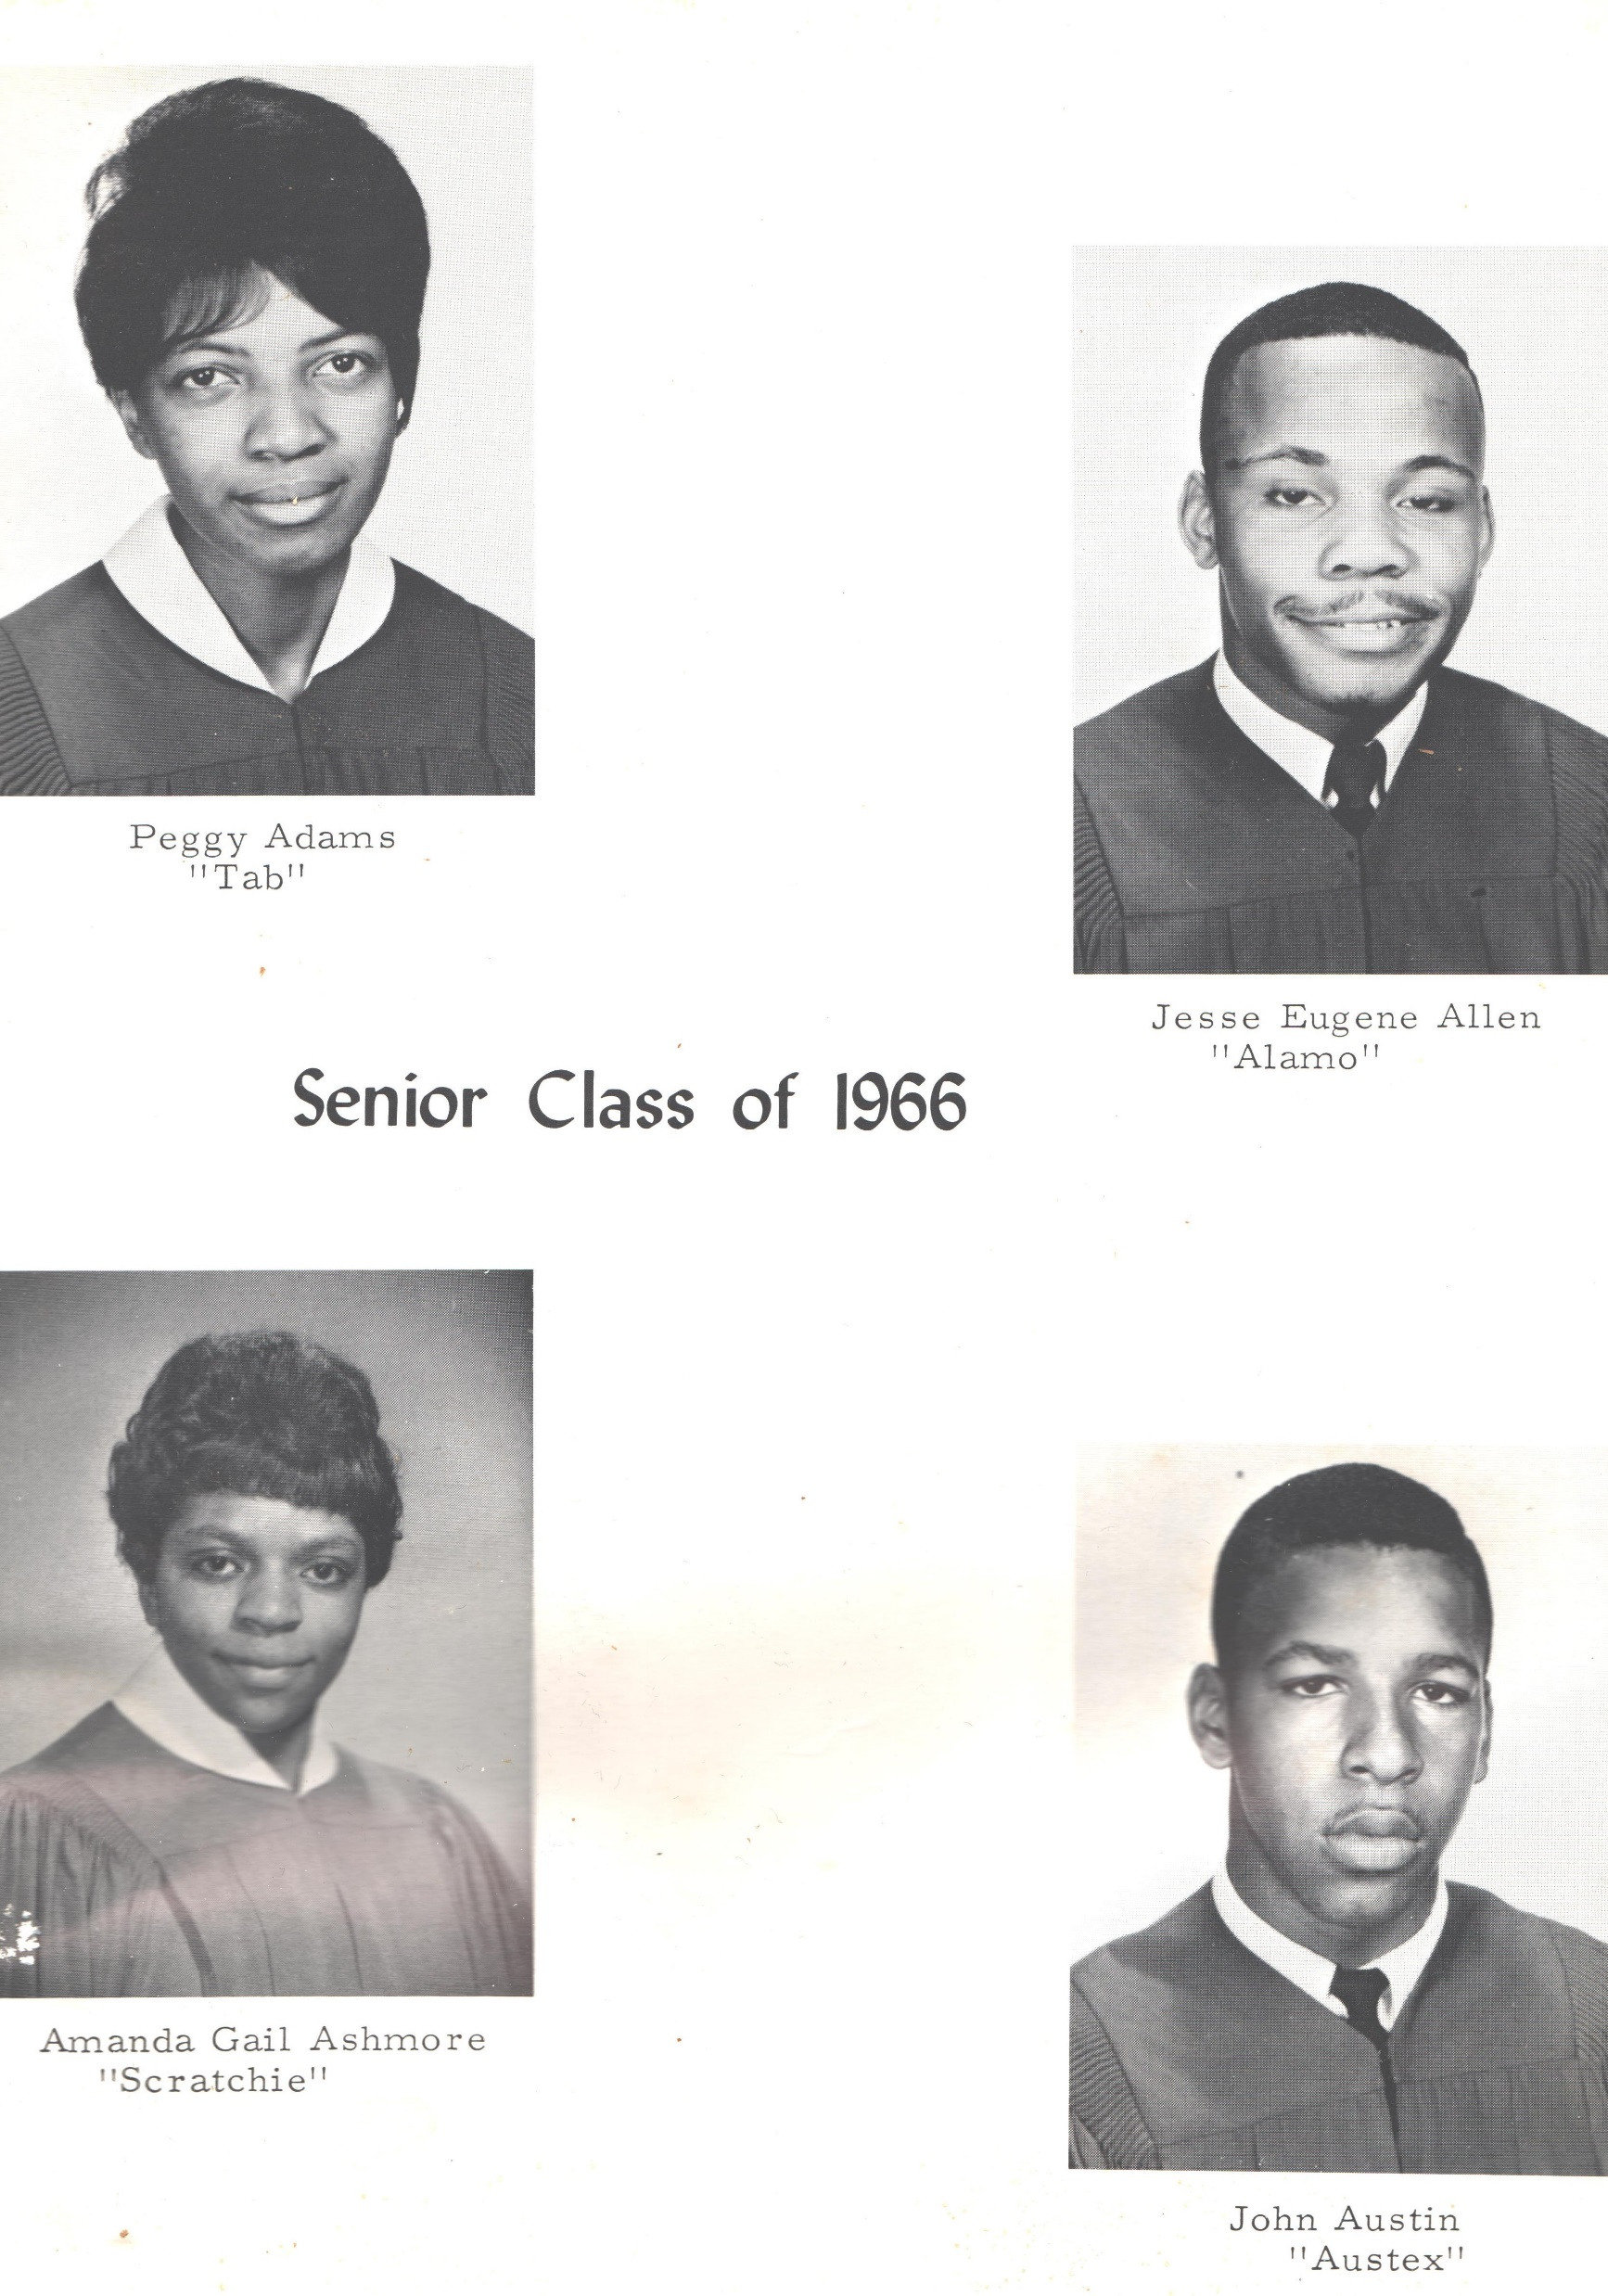 Peggy Adams
"Tab"
Jesse Eugene Allen
"Alamo"
Senior Class of 1966
Amanda Gail Ashmore
"Scratchie"
John Austin
"Austex"